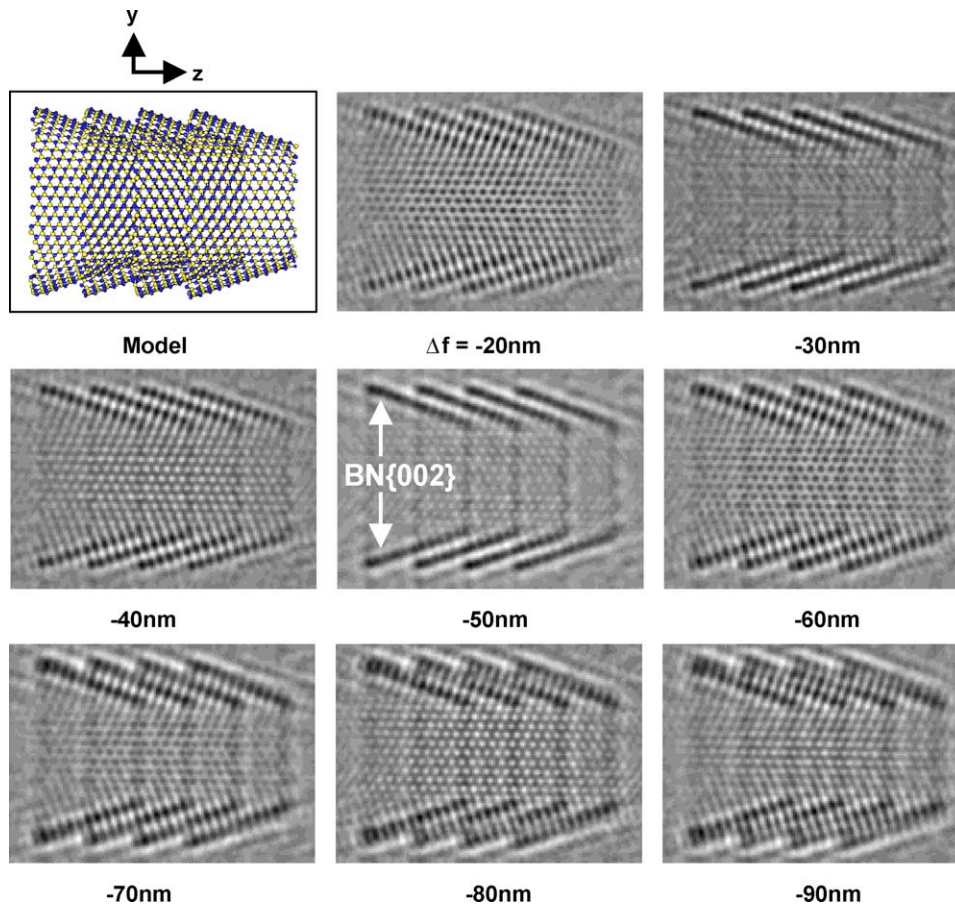 y
z
Model
Δf = -20nm
-30nm
BN{002}
-40nm
-50nm
-60nm
-70nm
-80nm
-90nm